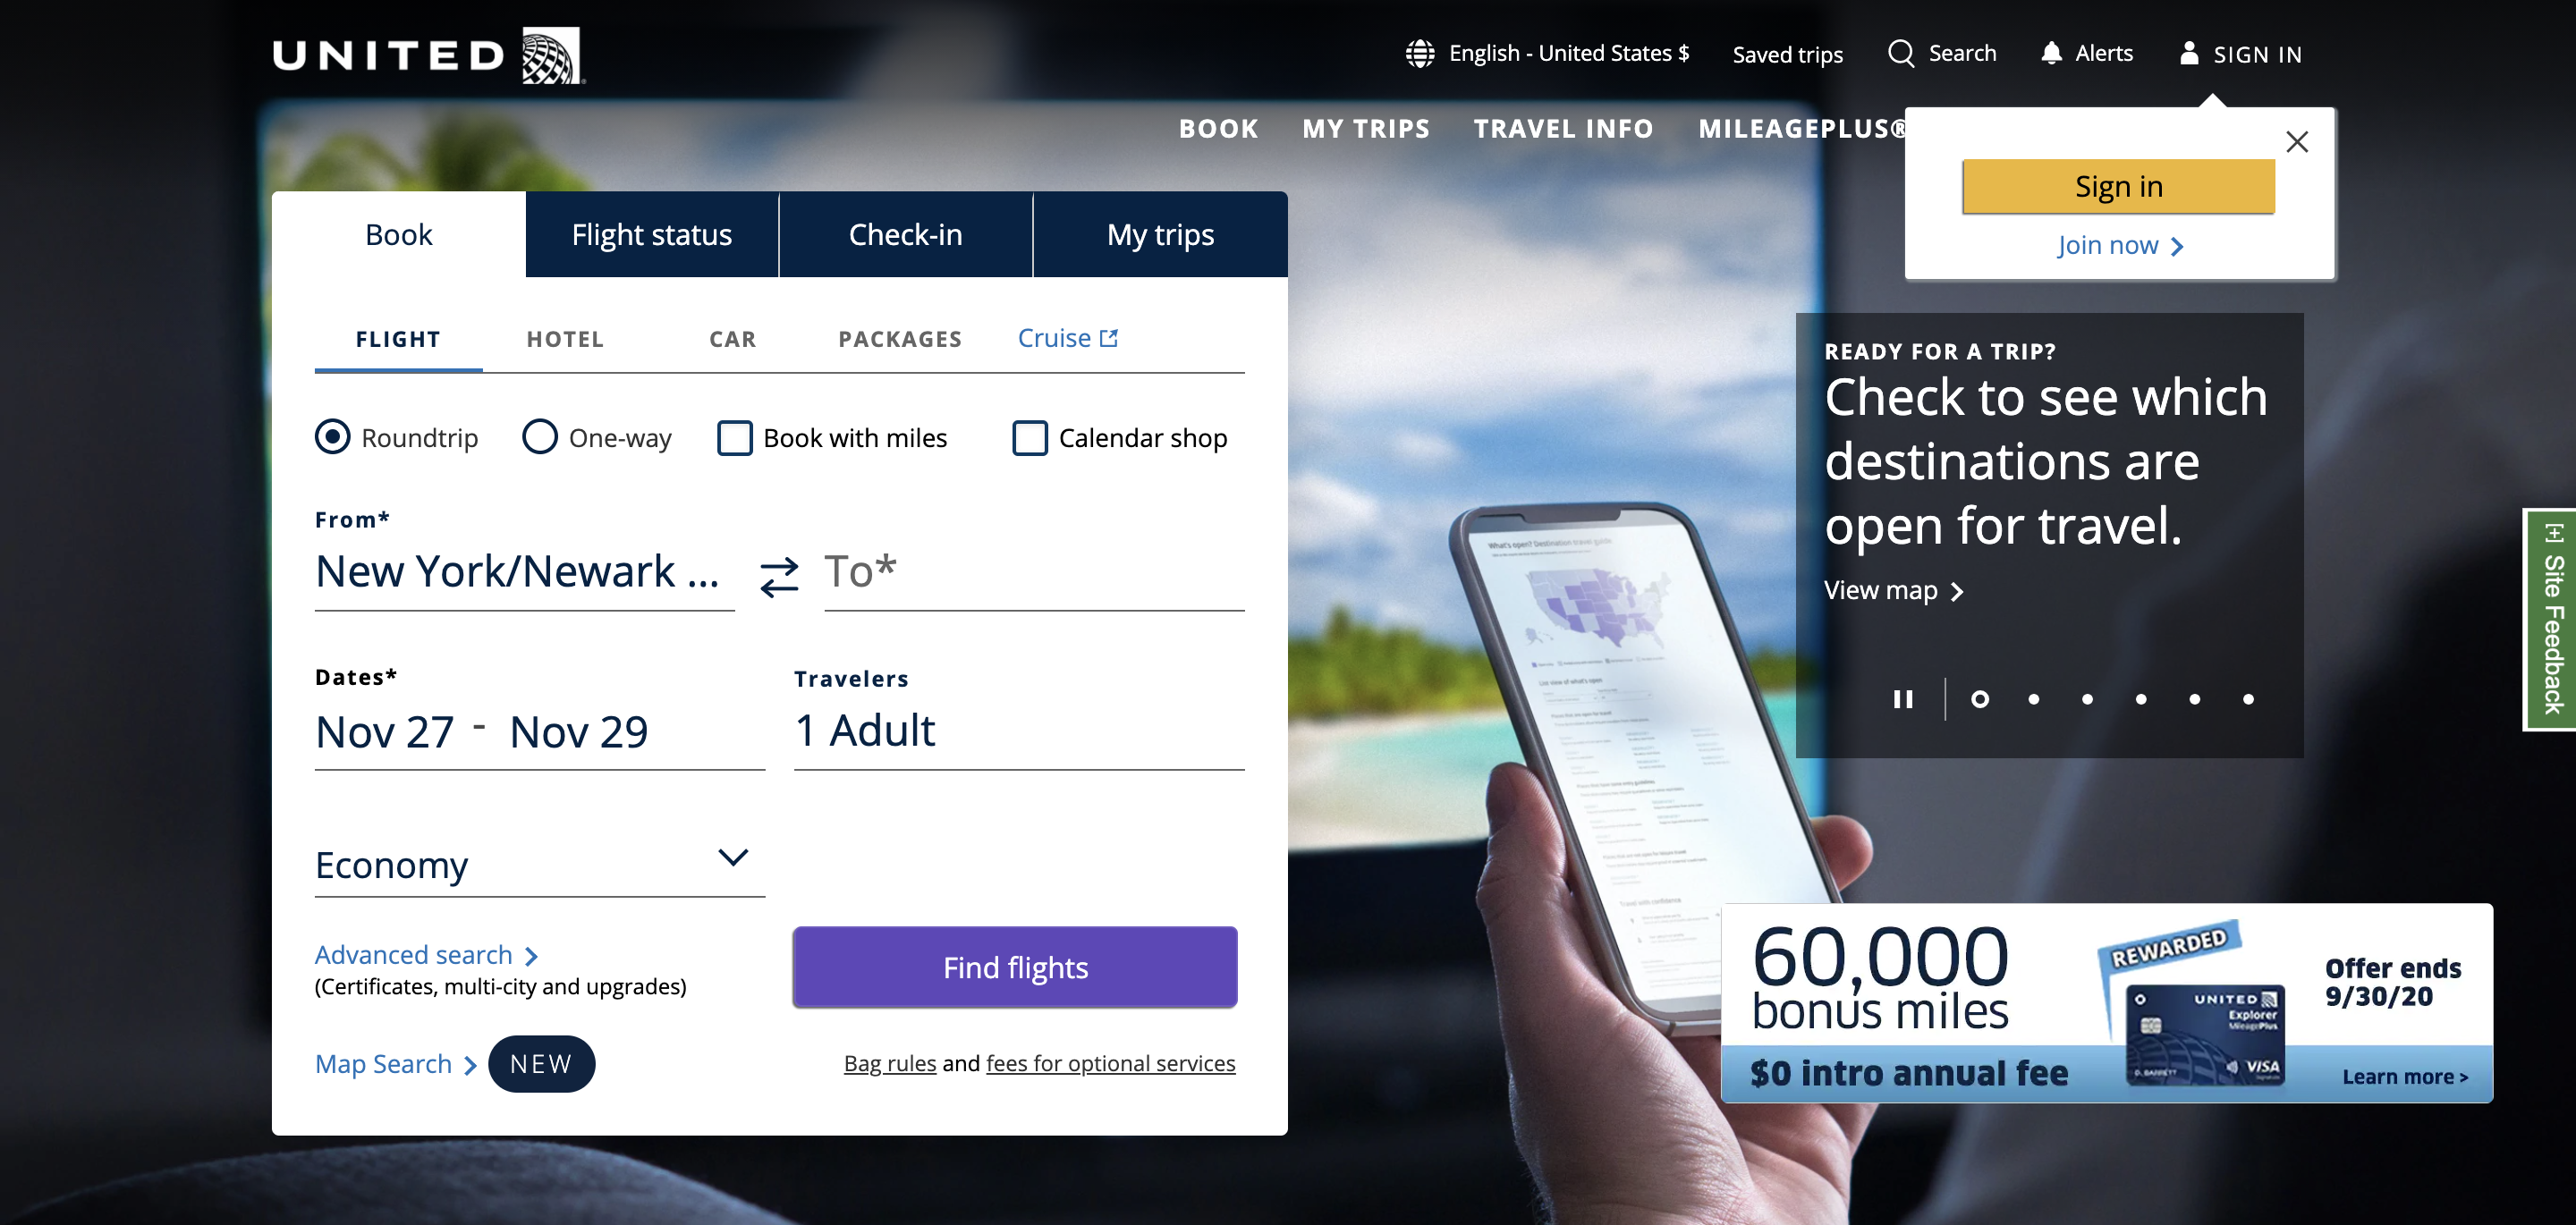 UNITED
English - United States $
Saved trips
Search
Alerts
SIGN IN
BOOK
MY TRIPS
TRAVEL INFO
MILEAGEPLUS®
Sign in
Join now
Book
Flight status
Check-in
My trips
FLIGHT
HOTEL
CAR
PACKAGES
Cruise
Roundtrip
One-way
Book with miles
Calendar shop
From*
New York/Newark ...
To*
Dates*
Nov 27 - Nov 29
Travelers
1 Adult
Economy
Advanced search
(Certificates, multi-city and upgrades)
Find flights
Map Search
NEW
Bag rules and fees for optional services
READY FOR A TRIP?
Check to see which
destinations are
open for travel.
View map
[+] Site Feedback
What's open? Destination travel guide
60,000
bonus miles
$0 intro annual fee
REWARDED
UNITED
Explorer
MileagePlus
VISA
Offer ends
9/30/20
Learn more >